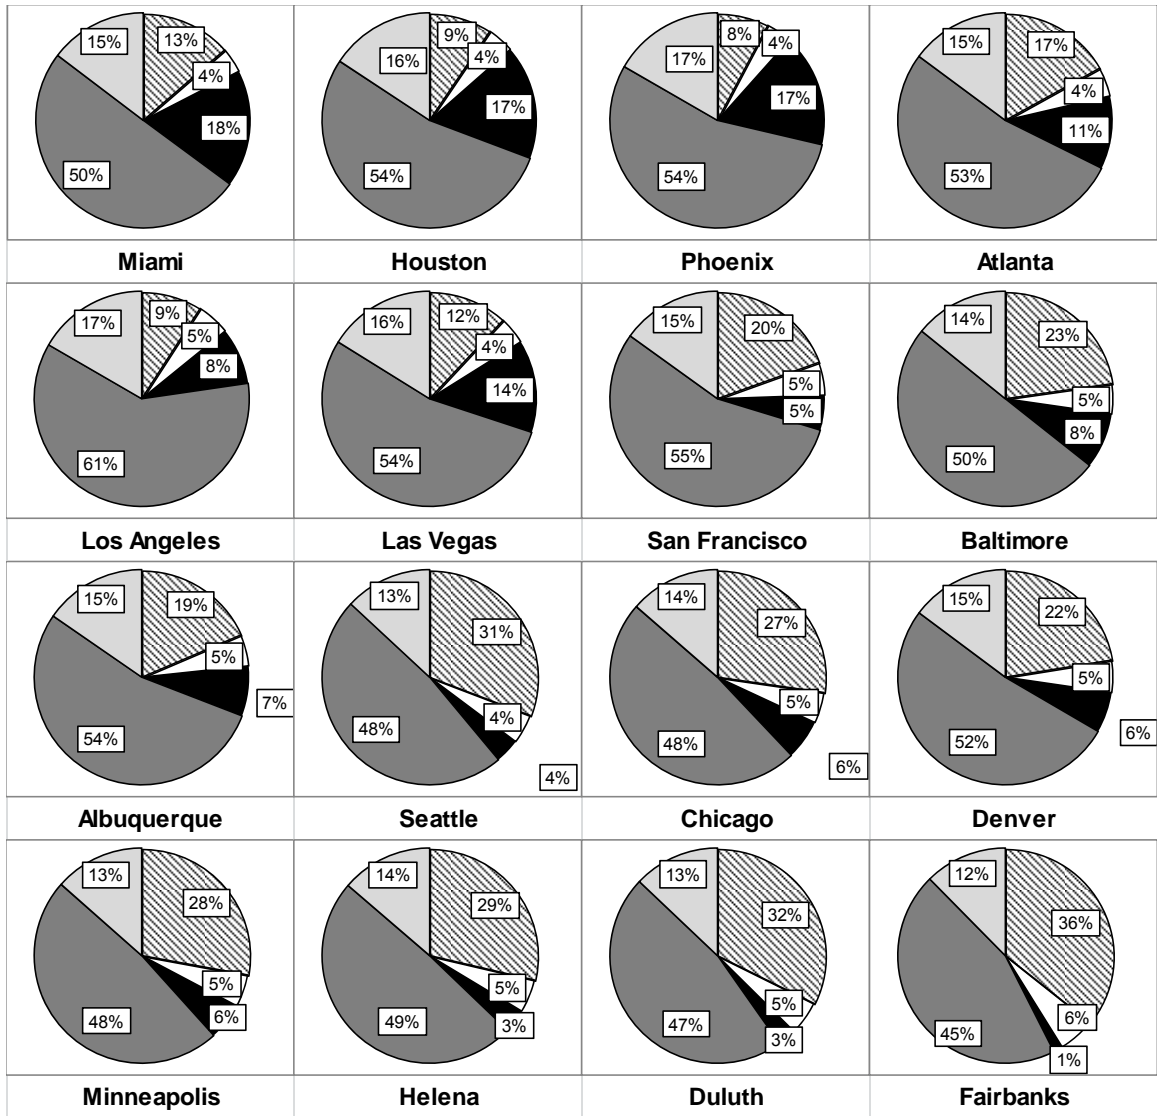 15% 13% 4% 18% 50%
16% 9% 4% 17% 54%
17% 8% 4% 17% 54%
15% 17% 4% 11% 53%
Miami Houston Phoenix Atlanta
17% 9% 5% 8% 61%
16% 12% 4% 14% 54%
15% 20% 5% 5% 55%
14% 23% 5% 8% 50%
Los Angeles Las Vegas San Francisco Baltimore
15% 19% 5% 7% 54%
13% 31% 4% 4% 48%
14% 27% 5% 6% 48%
15% 22% 5% 6% 52%
Albuquerque Seattle Chicago Denver
13% 28% 5% 6% 48%
14% 29% 5% 3% 49%
13% 32% 5% 3% 47%
12% 36% 6% 1% 45%
Minneapolis Helena Duluth Fairbanks